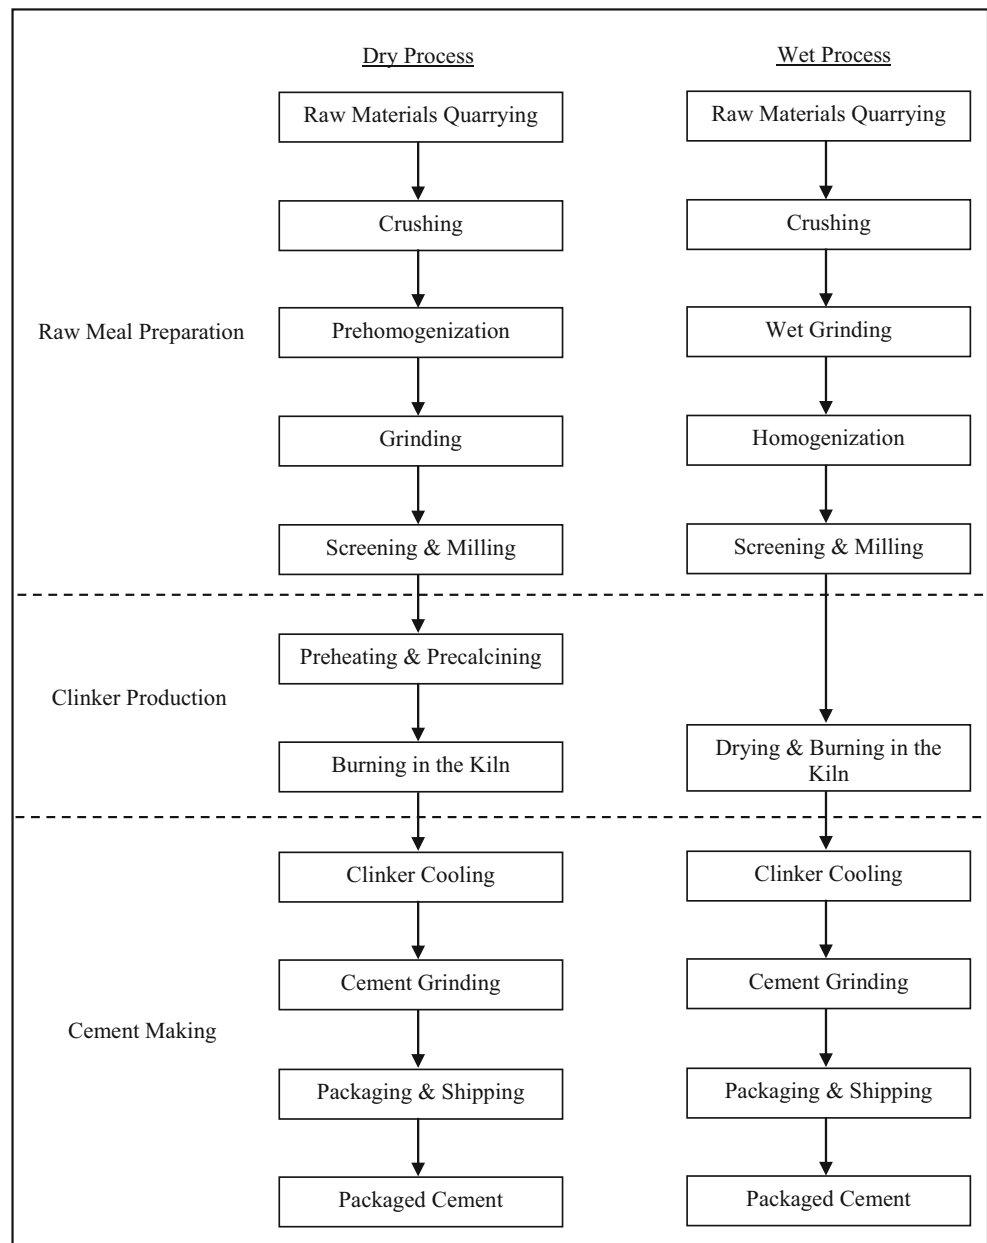 Dry Process
Wet Process
Raw Materials Quarrying
Raw Materials Quarrying
Crushing
Crushing
Raw Meal Preparation
Prehomogenization
Wet Grinding
Grinding
Homogenization
Screening & Milling
Screening & Milling
Preheating & Precalcining
Clinker Production
Burning in the Kiln
Drying & Burning in the
Kiln
Clinker Cooling
Clinker Cooling
Cement Grinding
Cement Grinding
Cement Making
Packaging & Shipping
Packaging & Shipping
Packaged Cement
Packaged Cement